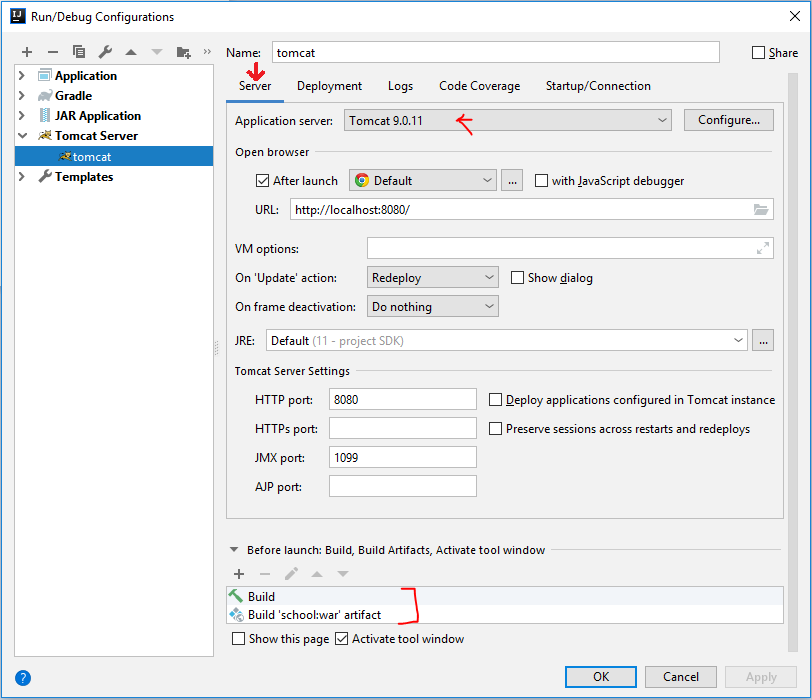 Run/Debug Configurations
Name: tomcat Share
Application
Gradle
JAR Application
Tomcat Server
tomcat
Templates
Server Deployment Logs Code Coverage Startup/Connection
Application server: Tomcat 9.0.11 Configure...
Open browser
After launch Default ... with JavaScript debugger
URL: http://localhost:8080/
VM options:
On 'Update' action: Redeploy Show dialog
On frame deactivation: Do nothing
JRE: Default (11 - project SDK) ...
Tomcat Server Settings
HTTP port: 8080 Deploy applications configured in Tomcat instance
HTTPs port: Preserve sessions across restarts and redeploys
JMX port: 1099
AJP port:
Before launch: Build, Build Artifacts, Activate tool window
Build
Build 'school:war' artifact
Show this page Activate tool window
? OK Cancel Apply